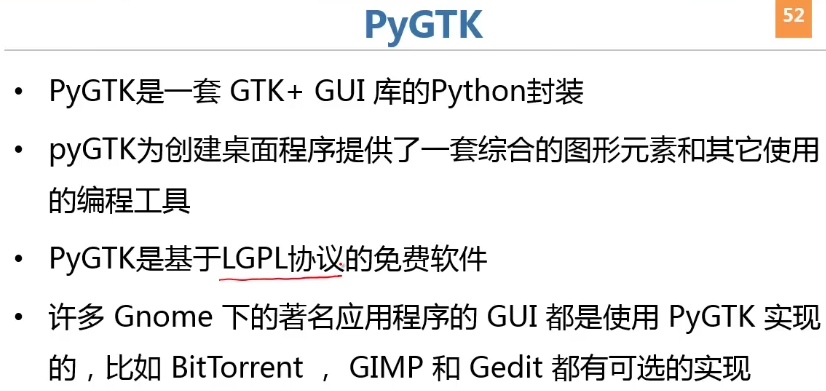 PyGTK
52
• PyGTK是一套 GTK+ GUI 库的Python封装
• pyGTK为创建桌面程序提供了一套综合的图形元素和其它使用
的编程工具
• PyGTK是基于LGPL协议的免费软件
• 许多 Gnome 下的著名应用程序的 GUI 都是使用 PyGTK 实现
的，比如 BitTorrent ， GIMP 和 Gedit 都有可选的实现